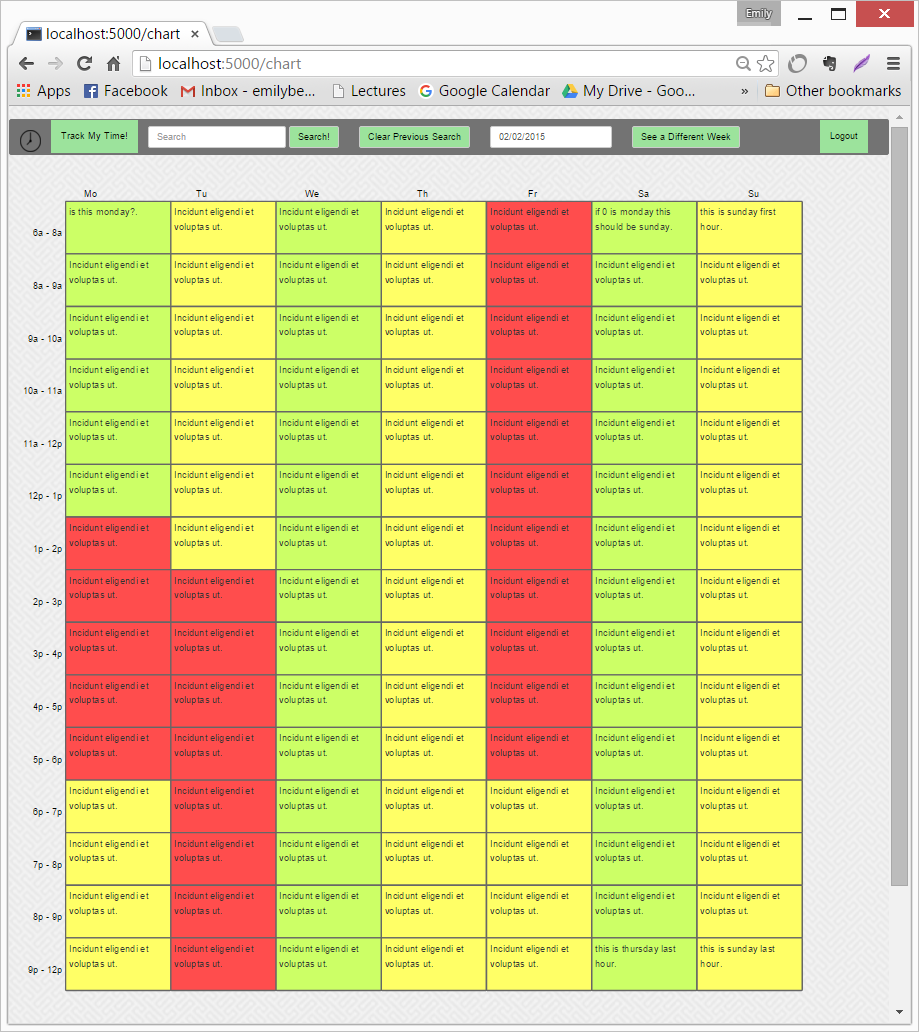 Emily
localhost:5000/chart
localhost:5000/chart
Apps Facebook Inbox - emilybe... Lectures Google Calendar My Drive - Goo... » Other bookmarks
Track My Time! Search Search! Clear Previous Search 02/02/2015 See a Different Week Logout
Mo Tu We Th Fr Sa Su
6a - 8a
is this monday?. Incidunt eligendi et Incidunt eligendi et Incidunt eligendi et Incidunt eligendi et if 0 is monday this this is sunday first
voluptas ut. voluptas ut. voluptas ut. voluptas ut. should be sunday. hour.
8a - 9a
Incidunt eligendi et Incidunt eligendi et Incidunt eligendi et Incidunt eligendi et Incidunt eligendi et Incidunt eligendi et Incidunt eligendi et
voluptas ut. voluptas ut. voluptas ut. voluptas ut. voluptas ut. voluptas ut. voluptas ut.
9a - 10a
Incidunt eligendi et Incidunt eligendi et Incidunt eligendi et Incidunt eligendi et Incidunt eligendi et Incidunt eligendi et Incidunt eligendi et
voluptas ut. voluptas ut. voluptas ut. voluptas ut. voluptas ut. voluptas ut. voluptas ut.
10a - 11a
Incidunt eligendi et Incidunt eligendi et Incidunt eligendi et Incidunt eligendi et Incidunt eligendi et Incidunt eligendi et Incidunt eligendi et
voluptas ut. voluptas ut. voluptas ut. voluptas ut. voluptas ut. voluptas ut. voluptas ut.
11a - 12p
Incidunt eligendi et Incidunt eligendi et Incidunt eligendi et Incidunt eligendi et Incidunt eligendi et Incidunt eligendi et Incidunt eligendi et
voluptas ut. voluptas ut. voluptas ut. voluptas ut. voluptas ut. voluptas ut. voluptas ut.
12p - 1p
Incidunt eligendi et Incidunt eligendi et Incidunt eligendi et Incidunt eligendi et Incidunt eligendi et Incidunt eligendi et Incidunt eligendi et
voluptas ut. voluptas ut. voluptas ut. voluptas ut. voluptas ut. voluptas ut. voluptas ut.
1p - 2p
Incidunt eligendi et Incidunt eligendi et Incidunt eligendi et Incidunt eligendi et Incidunt eligendi et Incidunt eligendi et Incidunt eligendi et
voluptas ut. voluptas ut. voluptas ut. voluptas ut. voluptas ut. voluptas ut. voluptas ut.
2p - 3p
Incidunt eligendi et Incidunt eligendi et Incidunt eligendi et Incidunt eligendi et Incidunt eligendi et Incidunt eligendi et Incidunt eligendi et
voluptas ut. voluptas ut. voluptas ut. voluptas ut. voluptas ut. voluptas ut. voluptas ut.
3p - 4p
Incidunt eligendi et Incidunt eligendi et Incidunt eligendi et Incidunt eligendi et Incidunt eligendi et Incidunt eligendi et Incidunt eligendi et
voluptas ut. voluptas ut. voluptas ut. voluptas ut. voluptas ut. voluptas ut. voluptas ut.
4p - 5p
Incidunt eligendi et Incidunt eligendi et Incidunt eligendi et Incidunt eligendi et Incidunt eligendi et Incidunt eligendi et Incidunt eligendi et
voluptas ut. voluptas ut. voluptas ut. voluptas ut. voluptas ut. voluptas ut. voluptas ut.
5p - 6p
Incidunt eligendi et Incidunt eligendi et Incidunt eligendi et Incidunt eligendi et Incidunt eligendi et Incidunt eligendi et Incidunt eligendi et
voluptas ut. voluptas ut. voluptas ut. voluptas ut. voluptas ut. voluptas ut. voluptas ut.
6p - 7p
Incidunt eligendi et Incidunt eligendi et Incidunt eligendi et Incidunt eligendi et Incidunt eligendi et Incidunt eligendi et Incidunt eligendi et
voluptas ut. voluptas ut. voluptas ut. voluptas ut. voluptas ut. voluptas ut. voluptas ut.
7p - 8p
Incidunt eligendi et Incidunt eligendi et Incidunt eligendi et Incidunt eligendi et Incidunt eligendi et Incidunt eligendi et Incidunt eligendi et
voluptas ut. voluptas ut. voluptas ut. voluptas ut. voluptas ut. voluptas ut. voluptas ut.
8p - 9p
Incidunt eligendi et Incidunt eligendi et Incidunt eligendi et Incidunt eligendi et Incidunt eligendi et Incidunt eligendi et Incidunt eligendi et
voluptas ut. voluptas ut. voluptas ut. voluptas ut. voluptas ut. voluptas ut. voluptas ut.
9p - 12p
Incidunt eligendi et Incidunt eligendi et Incidunt eligendi et Incidunt eligendi et Incidunt eligendi et this is thursday last this is sunday last
voluptas ut. voluptas ut. voluptas ut. voluptas ut. voluptas ut. hour. hour.